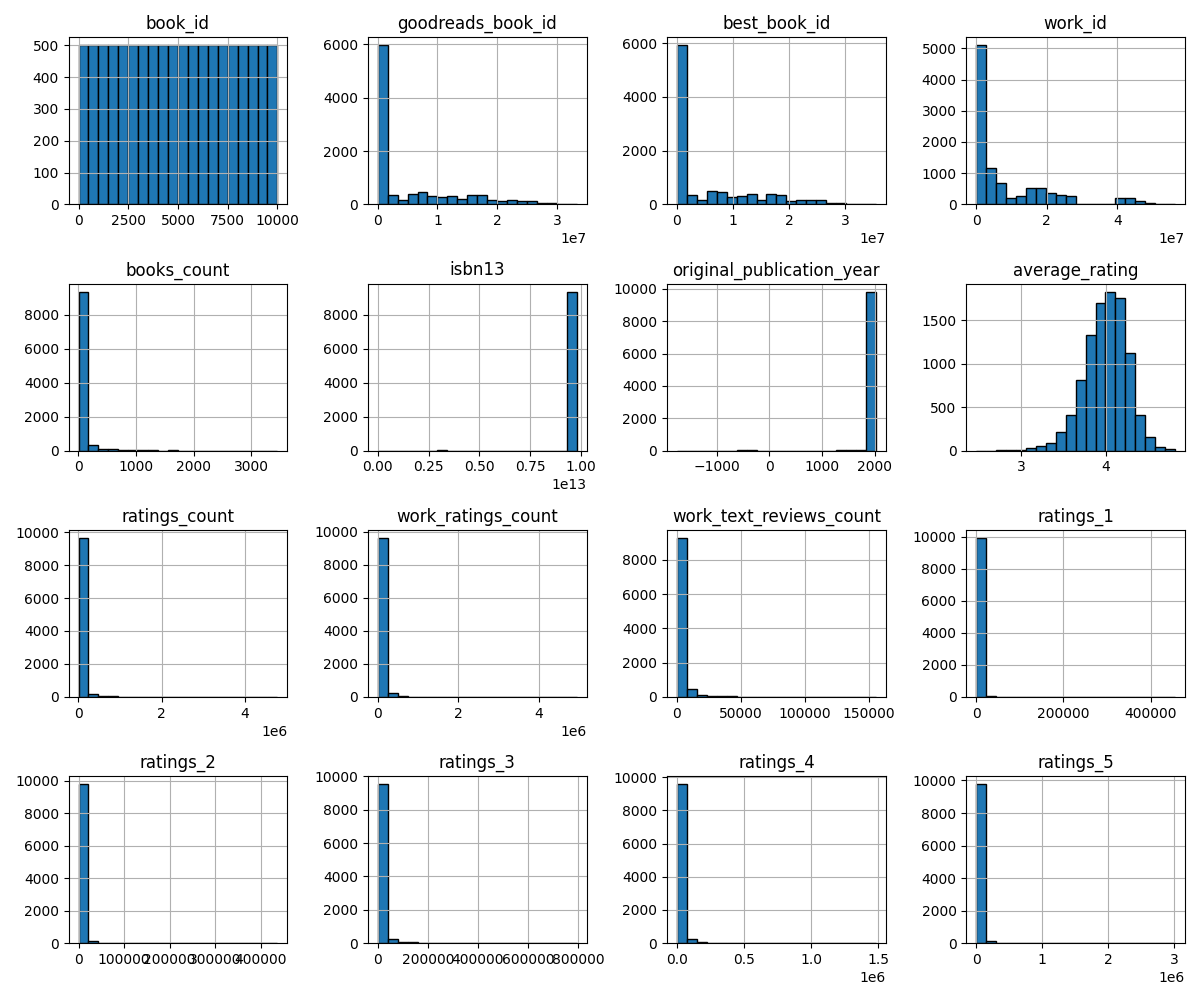 book_id goodreads_book_id best_book_id work_id
500 6000 6000 5000
400 4000 4000 4000
300 3000
200 2000 2000 2000
100 1000
0 0 0 0
0 2500 5000 7500 10000 0 1 2 3 0 1 2 3 0 2 4
1e7 1e7 1e7
books_count isbn13 original_publication_year average_rating
8000 8000 10000 1500
6000 6000 8000 1000
4000 4000 6000 500
2000 2000 4000 0
0 0 2000
0
0 1000 2000 3000 0.00 0.25 0.50 0.75 1.00 −1000 0 1000 2000 3 4
1e13
ratings_count work_ratings_count work_text_reviews_count ratings_1
10000 10000 8000 10000
8000 8000 6000 8000
6000 6000 4000 6000
4000 4000 2000 4000
2000 2000 0 2000
0 0 0
0 2 4 0 2 4 0 50000 100000 150000 0 200000 400000
1e6 1e6
ratings_2 ratings_3 ratings_4 ratings_5
10000 10000 10000 10000
8000 8000 8000 8000
6000 6000 6000 6000
4000 4000 4000 4000
2000 2000 2000 2000
0 0 0 0
0 100000 200000 300000 400000 0 200000 400000 600000 800000 0.0 0.5 1.0 1.5 0 1 2 3
1e6 1e6